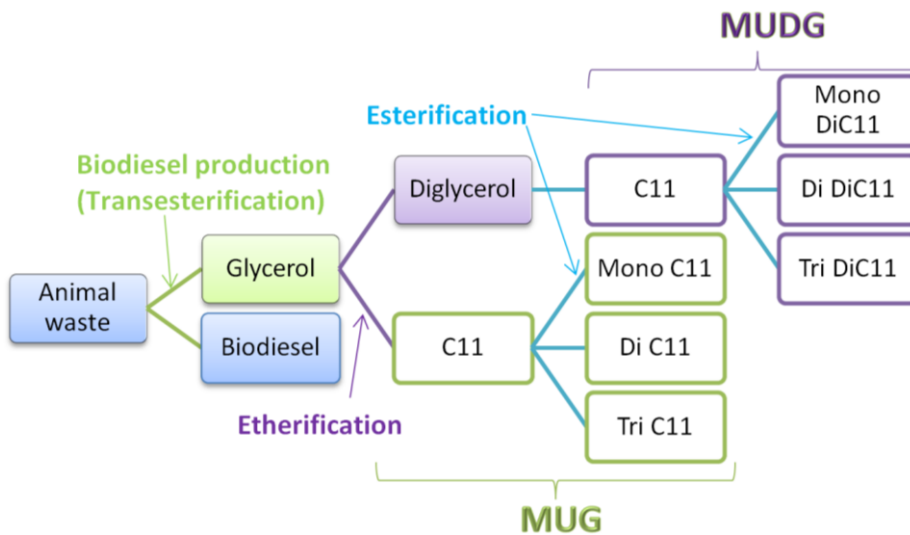 MUDG
Mono
DiC11
Esterification
Biodiesel production
(Transesterification)
Diglycerol
C11
Di DiC11
Glycerol
Mono C11
Tri DiC11
Animal
waste
Biodiesel
C11
Di C11
Etherification
Tri C11
MUG